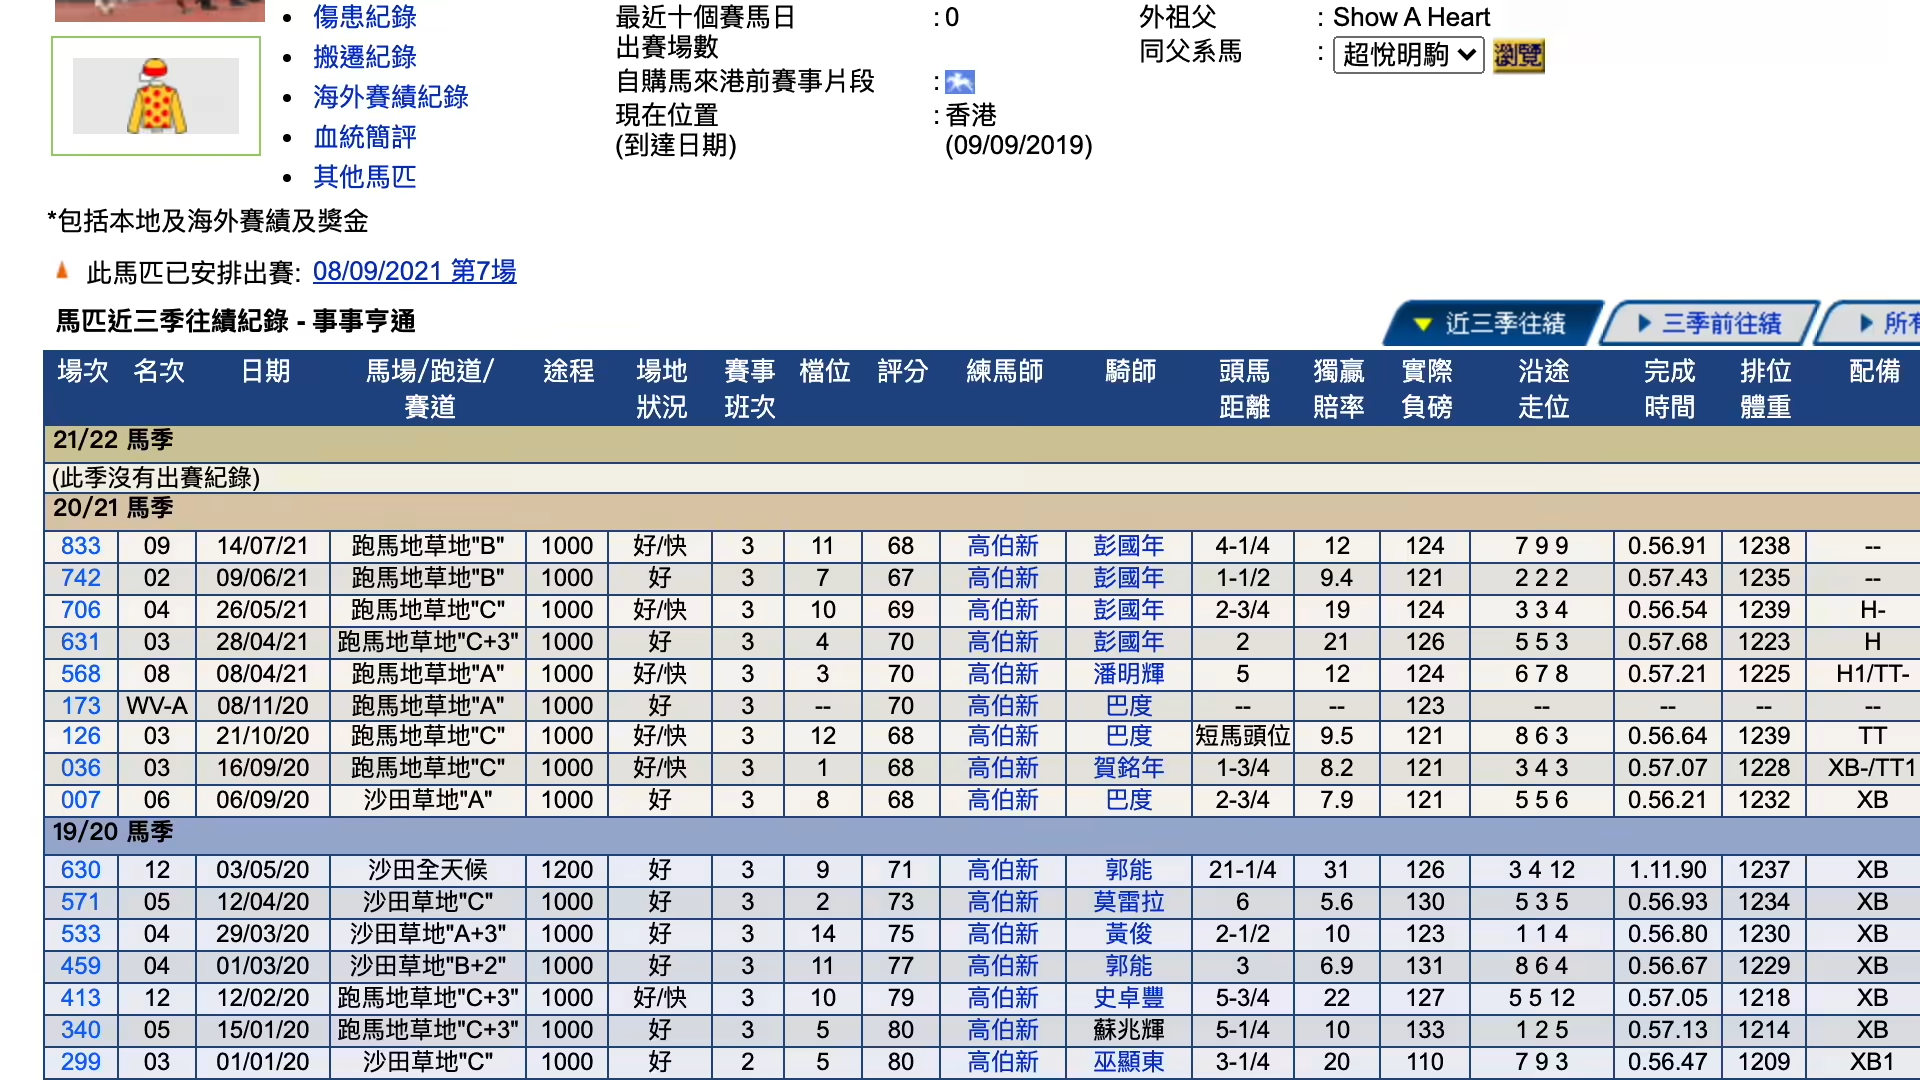 傷患紀錄
搬遷紀錄
海外賽績紀錄
血統簡評
其他馬匹
最近十個賽馬日
出賽場數 : 0
自購馬來港前賽事片段 :
現在位置 : 香港
(到達日期) (09/09/2019)
外祖父 : Show A Heart
同父系馬 : 超悅明駒 瀏覽
*包括本地及海外賽績及獎金
此馬匹已安排出賽: 08/09/2021 第7場
馬匹近三季往績紀錄 - 事事亨通
近三季往績 三季前往績 所有
場次 名次 日期 馬場/跑道/賽道 途程 場地狀況 賽事班次 檔位 評分 練馬師 騎師 頭馬距離 獨贏賠率 實際負磅 沿途走位 完成時間 排位體重 配備
21/22 馬季
(此季沒有出賽紀錄)
20/21 馬季
833 09 14/07/21 跑馬地草地"B" 1000 好/快 3 11 68 高伯新 彭國年 4-1/4 12 124 7 9 9 0.56.91 1238 --
742 02 09/06/21 跑馬地草地"B" 1000 好 3 7 67 高伯新 彭國年 1-1/2 9.4 121 2 2 2 0.57.43 1235 --
706 04 26/05/21 跑馬地草地"C" 1000 好/快 3 10 69 高伯新 彭國年 2-3/4 19 124 3 3 4 0.56.54 1239 H-
631 03 28/04/21 跑馬地草地"C+3" 1000 好 3 4 70 高伯新 彭國年 2 21 126 5 5 3 0.57.68 1223 H
568 08 08/04/21 跑馬地草地"A" 1000 好/快 3 3 70 高伯新 潘明輝 5 12 124 6 7 8 0.57.21 1225 H1/TT-
173 WV-A 08/11/20 跑馬地草地"A" 1000 好 3 -- 70 高伯新 巴度 -- -- 123 -- -- -- --
126 03 21/10/20 跑馬地草地"C" 1000 好/快 3 12 68 高伯新 巴度 短馬頭位 9.5 121 8 6 3 0.56.64 1239 TT
036 03 16/09/20 跑馬地草地"C" 1000 好/快 3 1 68 高伯新 賀銘年 1-3/4 8.2 121 3 4 3 0.57.07 1228 XB-/TT1
007 06 06/09/20 沙田草地"A" 1000 好 3 8 68 高伯新 巴度 2-3/4 7.9 121 5 5 6 0.56.21 1232 XB
19/20 馬季
630 12 03/05/20 沙田全天候 1200 好 3 9 71 高伯新 郭能 21-1/4 31 126 3 4 12 1.11.90 1237 XB
571 05 12/04/20 沙田草地"C" 1000 好 3 2 73 高伯新 莫雷拉 6 5.6 130 5 3 5 0.56.93 1234 XB
533 04 29/03/20 沙田草地"A+3" 1000 好 3 14 75 高伯新 黃俊 2-1/2 10 123 1 1 4 0.56.80 1230 XB
459 04 01/03/20 沙田草地"B+2" 1000 好 3 11 77 高伯新 郭能 3 6.9 131 8 6 4 0.56.67 1229 XB
413 12 12/02/20 跑馬地草地"C+3" 1000 好/快 3 10 79 高伯新 史卓豐 5-3/4 22 127 5 5 12 0.57.05 1218 XB
340 05 15/01/20 跑馬地草地"C+3" 1000 好 3 5 80 高伯新 蘇兆輝 5-1/4 10 133 1 2 5 0.57.13 1214 XB
299 03 01/01/20 沙田草地"C" 1000 好 2 5 80 高伯新 巫顯東 3-1/4 20 110 7 9 3 0.56.47 1209 XB1